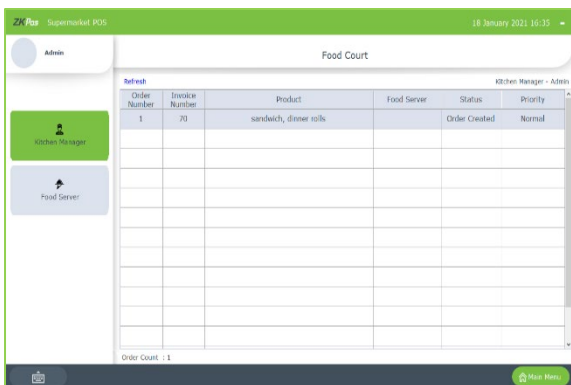 ZKPos Supermarket POS 18 January 2021 16:35
Admin
Food Court
Refresh Kitchen Manager - Admin
Order Number Invoice Number Product Food Server Status Priority
1 70 sandwich, dinner rolls Order Created Normal
Kitchen Manager
Food Server
Order Count : 1
Main Menu